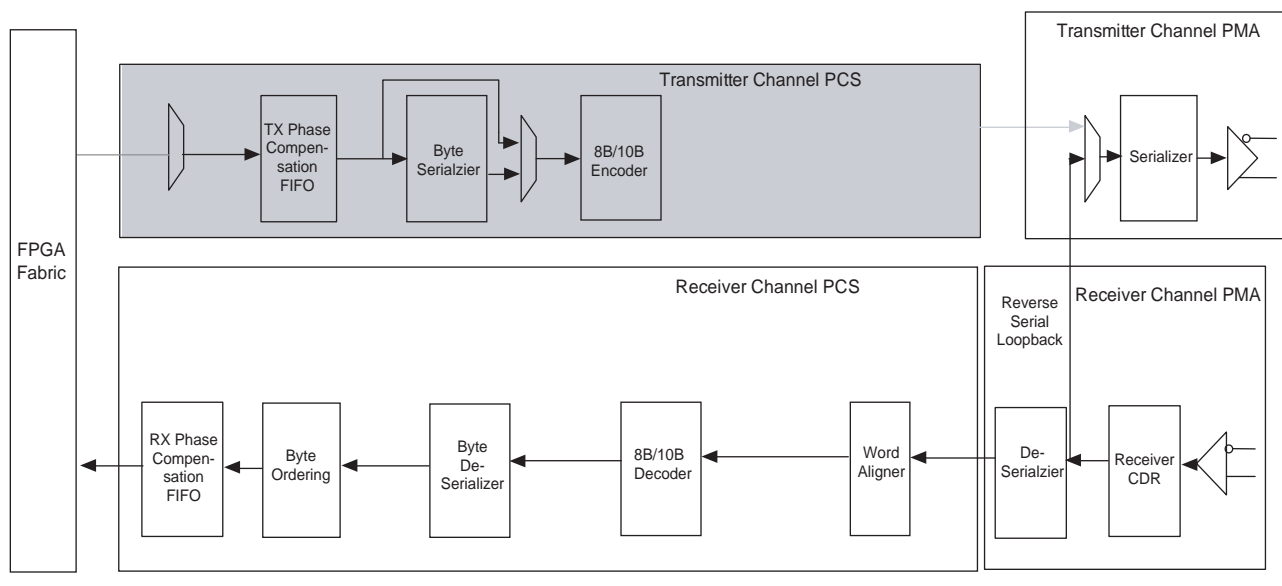 Transmitter Channel PMA
Transmitter Channel PCS
TX Phase
Compen-
sation
FIFO
Byte
Serialzier
8B/10B
Encoder
Serializer
FPGA
Fabric
Receiver Channel PCS
Receiver Channel PMA
Reverse
Serial
Loopback
RX Phase
Compen-
sation
FIFO
Byte
Ordering
Byte
De-
Serializer
8B/10B
Decoder
Word
Aligner
De-
Serialzier
Receiver
CDR